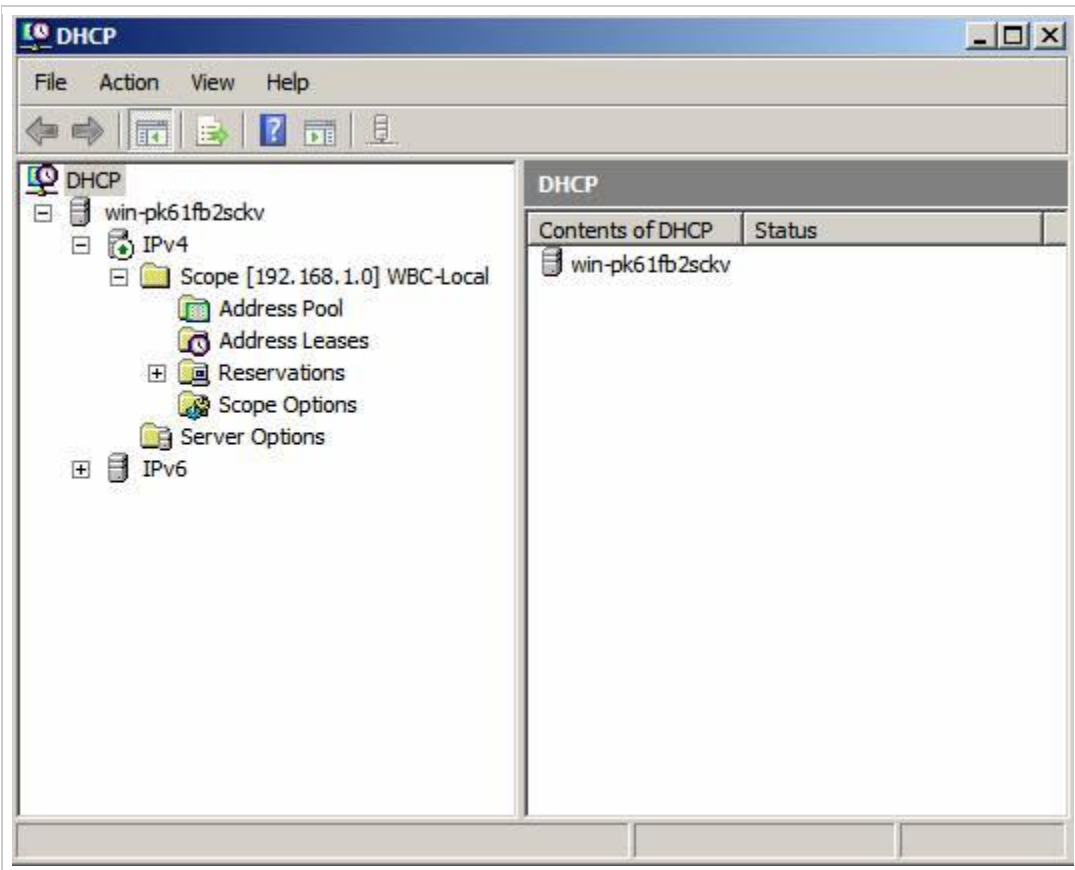 DHCP
File Action View Help
DHCP
win-pk61fb2sckv
IPv4
Scope [192.168.1.0] WBC-Local
Address Pool
Address Leases
Reservations
Scope Options
Server Options
IPv6
DHCP
Contents of DHCP Status
win-pk61fb2sckv